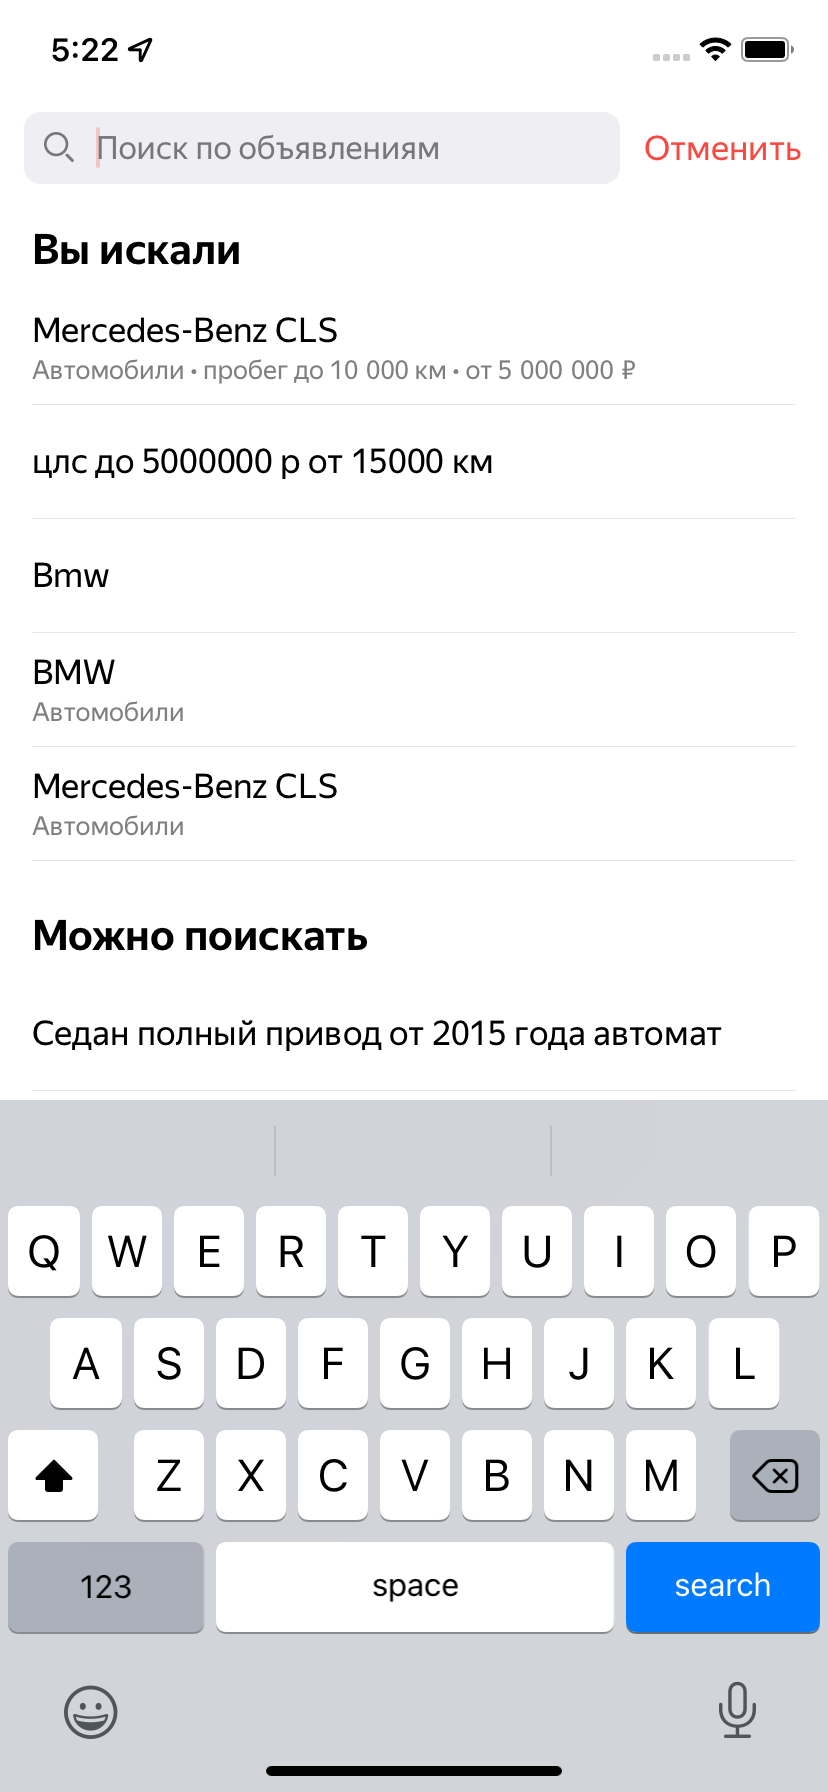 5:22
Поиск по объявлениям
Отменить
Вы искали
Mercedes-Benz CLS
Автомобили • пробег до 10 000 км • от 5 000 000 ₽
цлс до 5000000 р от 15000 км
Bmw
BMW
Автомобили
Mercedes-Benz CLS
Автомобили
Можно поискать
Седан полный привод от 2015 года автомат
Q W E R T Y U I O P
A S D F G H J K L
Z X C V B N M
123 space search